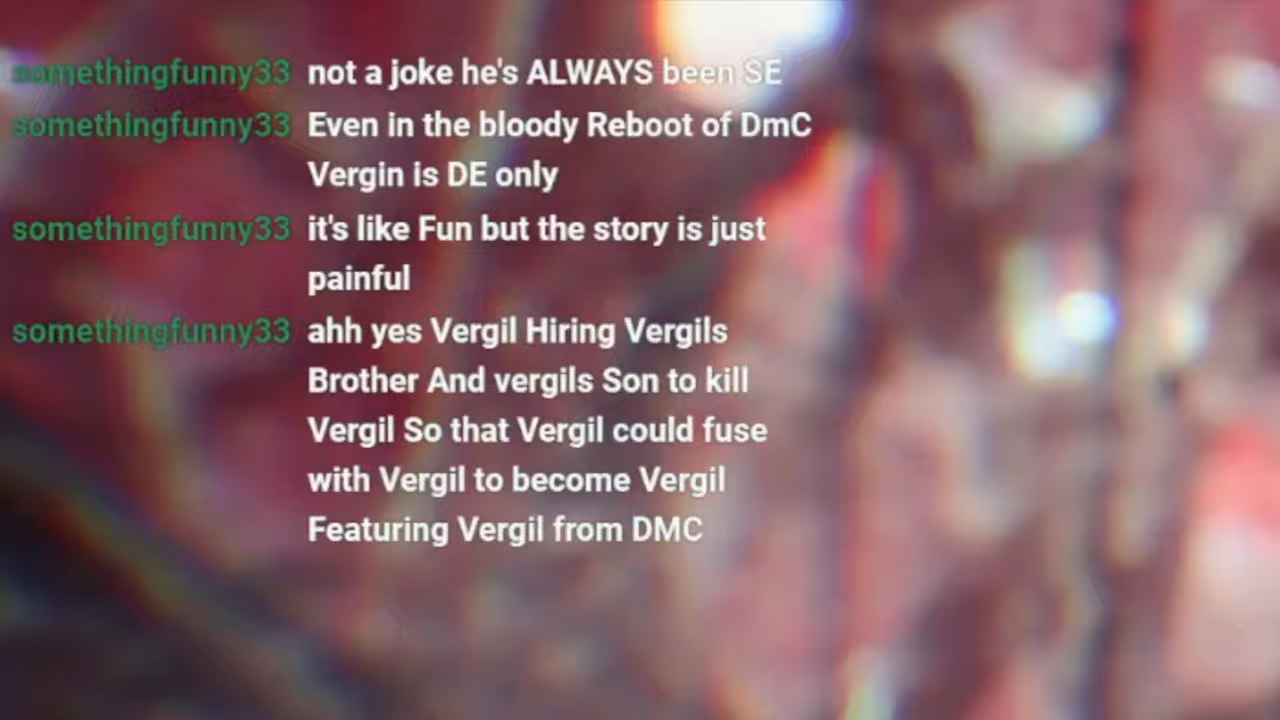 somethingfunny33 not a joke he's ALWAYS been SE
somethingfunny33 Even in the bloody Reboot of DmC
Vergin is DE only
somethingfunny33 it's like Fun but the story is just
painful
somethingfunny33 ahh yes Vergil Hiring Vergils
Brother And vergils Son to kill
Vergil So that Vergil could fuse
with Vergil to become Vergil
Featuring Vergil from DMC